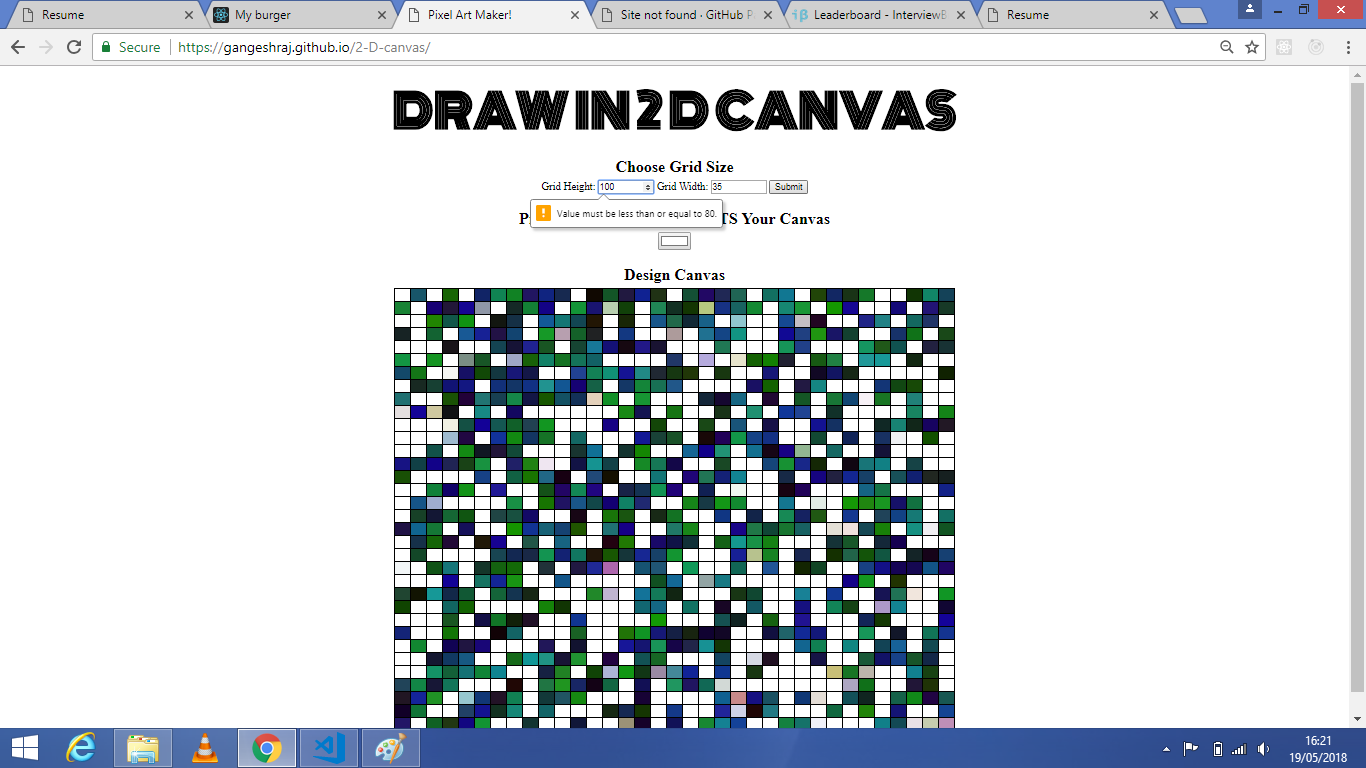 Resume
My burger
Pixel Art Maker!
Site not found · GitHub P
Leaderboard - InterviewB
Resume
Secure https://gangeshraj.github.io/2-D-canvas/
DRAW IN 2 D CANVAS
Choose Grid Size
Grid Height: 100 Grid Width: 35 Submit
Value must be less than or equal to 80.
TS Your Canvas
Design Canvas
16:21
19/05/2018